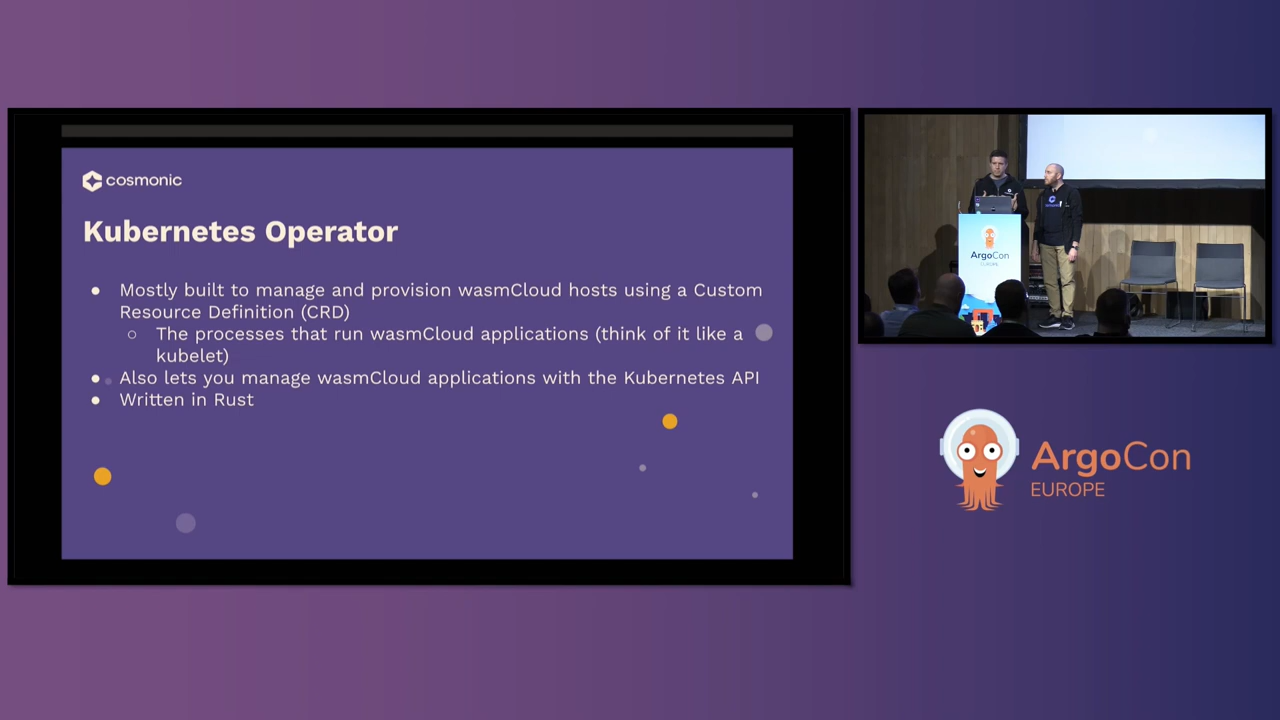 cosmonic
Kubernetes Operator
● Mostly built to manage and provision wasmCloud hosts using a Custom
Resource Definition (CRD)
○ The processes that run wasmCloud applications (think of it like a
kubelet)
● Also lets you manage wasmCloud applications with the Kubernetes API
● Written in Rust
ArgoCon
EUROPE
ArgoCon
EUROPE